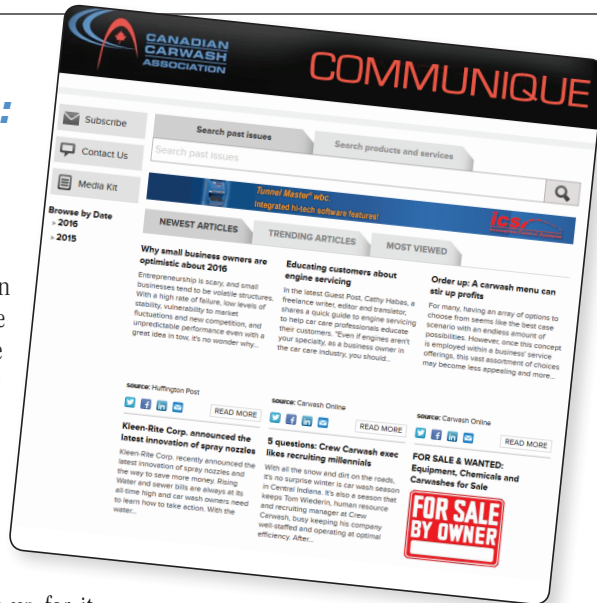 CANADIAN
CARWASH
ASSOCIATION
COMMUNIQUE
:
Subscribe
Contact Us
Media Kit
Browse by Date
» 2016
» 2015
Search past issues
Search products and services
Search past issues
Tunnel Master® wbc.
Integrated hi-tech software features!
ics
NEWEST ARTICLES
TRENDING ARTICLES
MOST VIEWED
Why small business owners are
optimistic about 2016
Entrepreneurship is scary, and small
businesses tend to be volatile structures.
With a high rate of failure, low levels of
stability, vulnerability to market
fluctuations and new competition, and
unpredictable performance even with a
great idea in tow, it's no wonder why...
source: Huffington Post
READ MORE
Educating customers about
engine servicing
In the latest Guest Post, Cathy Habas, a
freelance writer, editor and translator,
shares a quick guide to engine servicing
to help car care professionals educate
their customers. "Even if engines aren't
your specialty, as a business owner in
the car care industry, you should...
source: Carwash Online
READ MORE
Order up: A carwash menu can
stir up profits
For many, having an array of options to
choose from seems like the best case
scenario with an endless amount of
possibilities. However, once this concept
is employed within a business' service
offerings, this vast assortment of choices
may become less appealing and more...
source: Carwash Online
READ MORE
Kleen-Rite Corp. announced the
latest innovation of spray nozzles
Kleen-Rite Corp. recently announced the
latest innovation of spray nozzles and
the way to save more money. Rising
Water and sewer bills are always at its
all-time high and car wash owners need
to learn how to take action. With the
water...
5 questions: Crew Carwash exec
likes recruiting millennials
With all the snow and dirt on the roads,
it's no surprise winter is car wash season
in Central Indiana. It's also a season that
keeps Tom Wiederin, human resource
and recruiting manager at Crew
Carwash, busy keeping his company
well-staffed and operating at optimal
efficiency. After...
FOR SALE & WANTED:
Equipment, Chemicals and
Carwashes for Sale
FOR SALE
BY OWNER